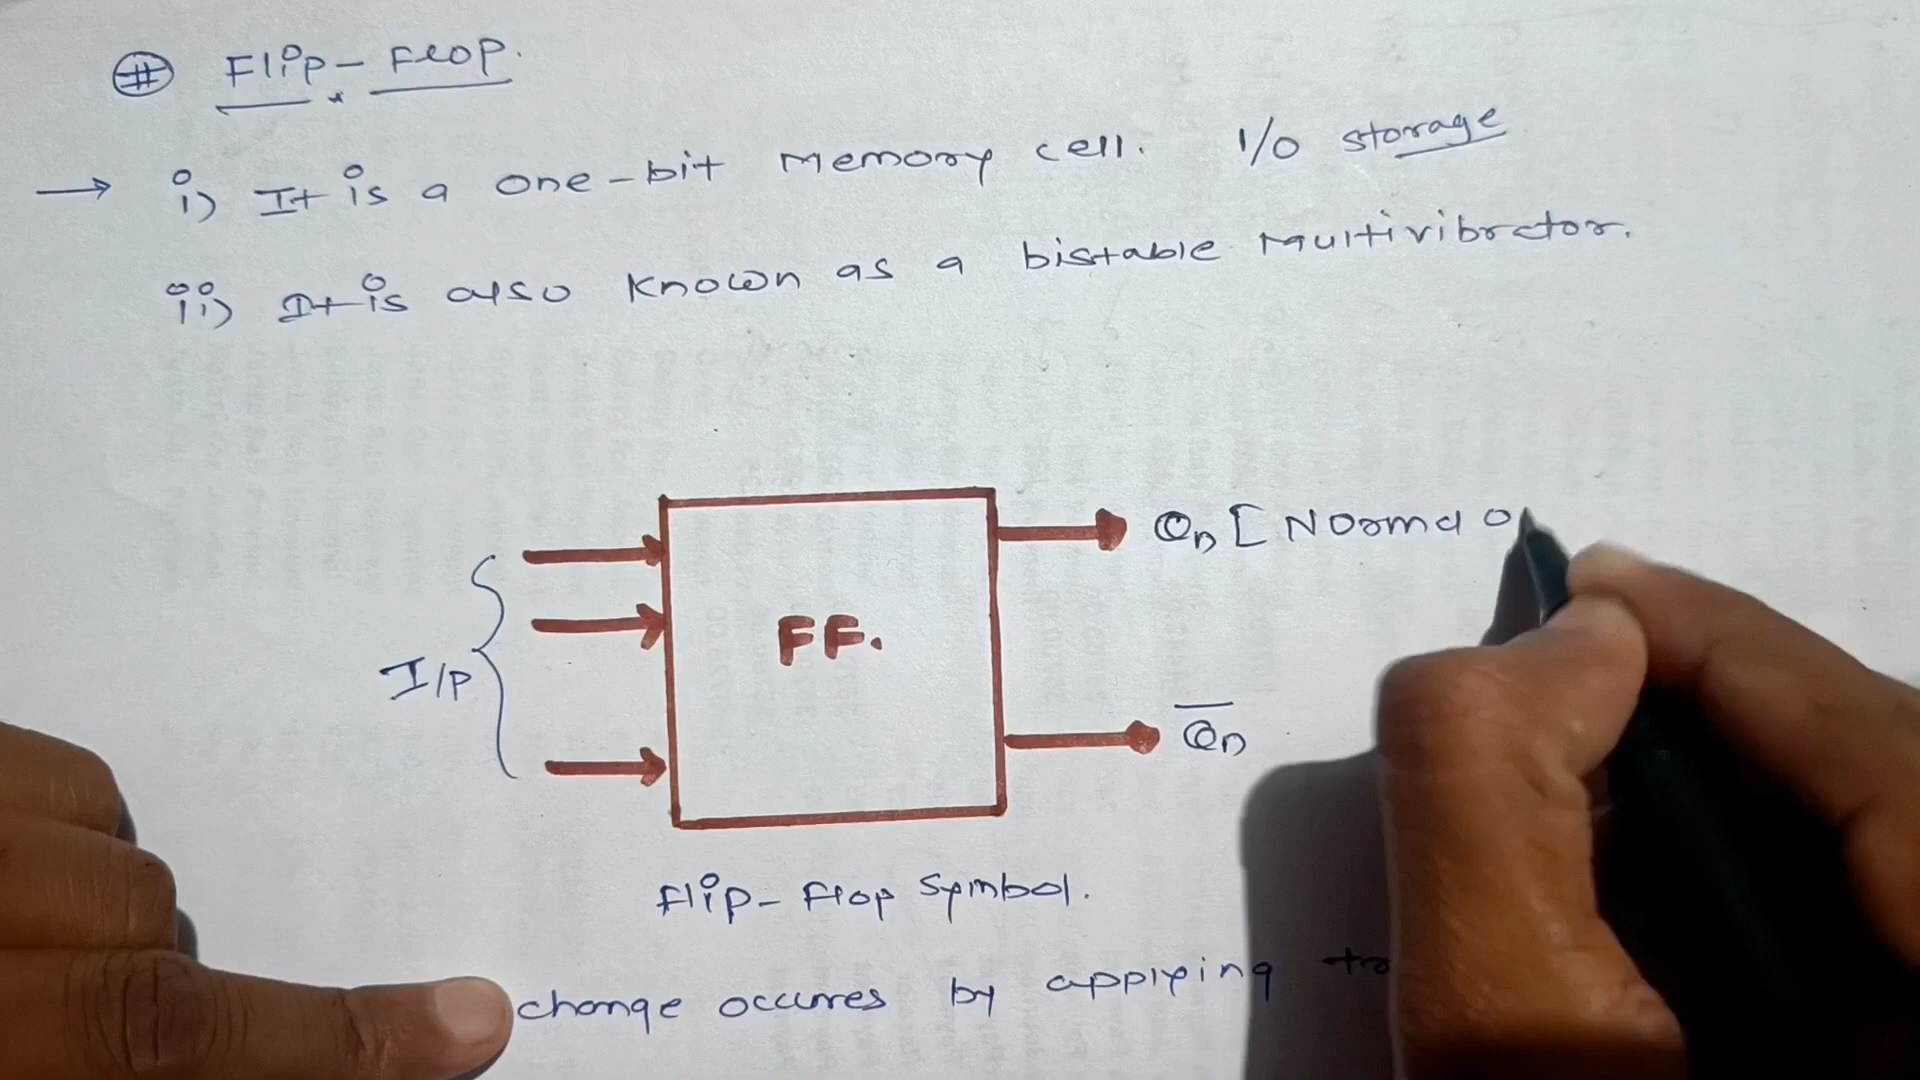 # Flip-Flop.
→ i) It is a one-bit memory cell. 1/0 storage
ii) It is also known as a bistable multivibrator.
Qn [Normal
I/P
FF.
Q̅n
Flip-Flop Symbol.
change occures by applying